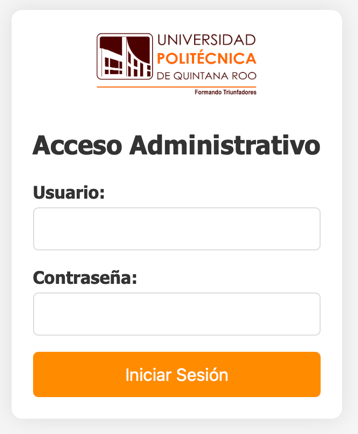 UNIVERSIDAD
POLITÉCNICA
DE QUINTANA ROO
Formando Triunfadores
Acceso Administrativo
Usuario:
Contraseña:
Iniciar Sesión